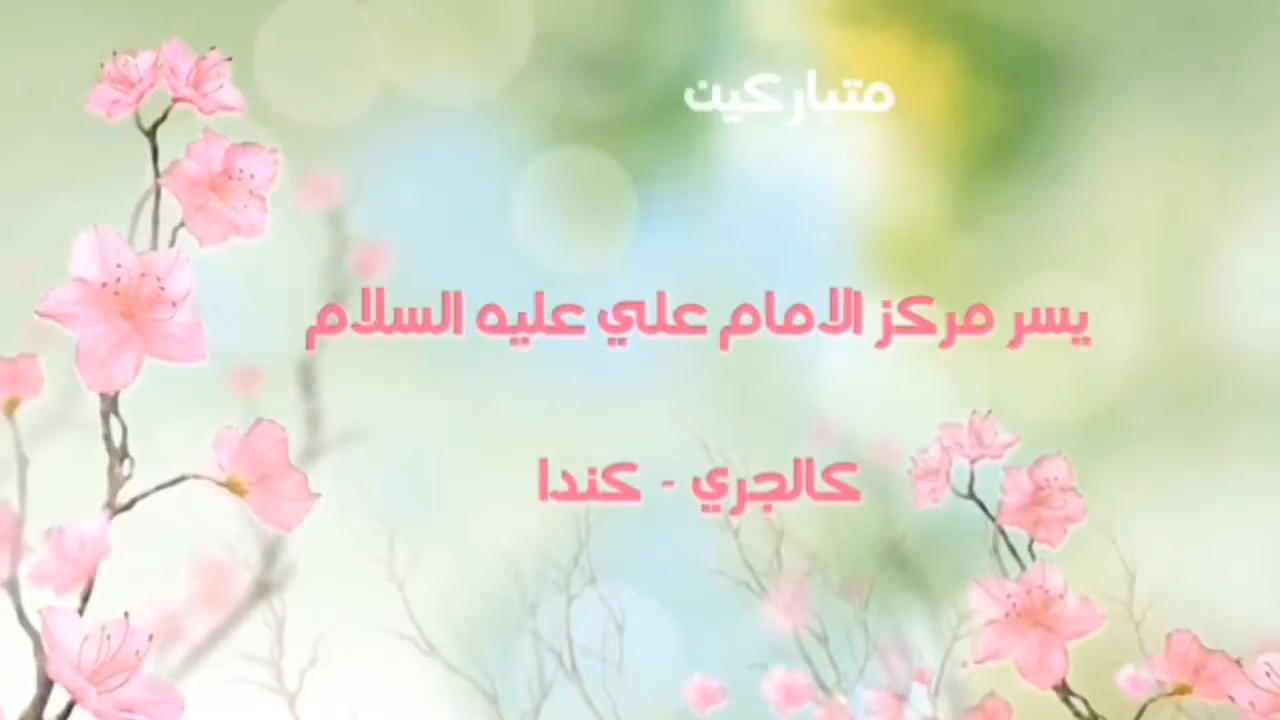 متباركين
يسر مركز الامام علي عليه السلام
كالجري - كندا